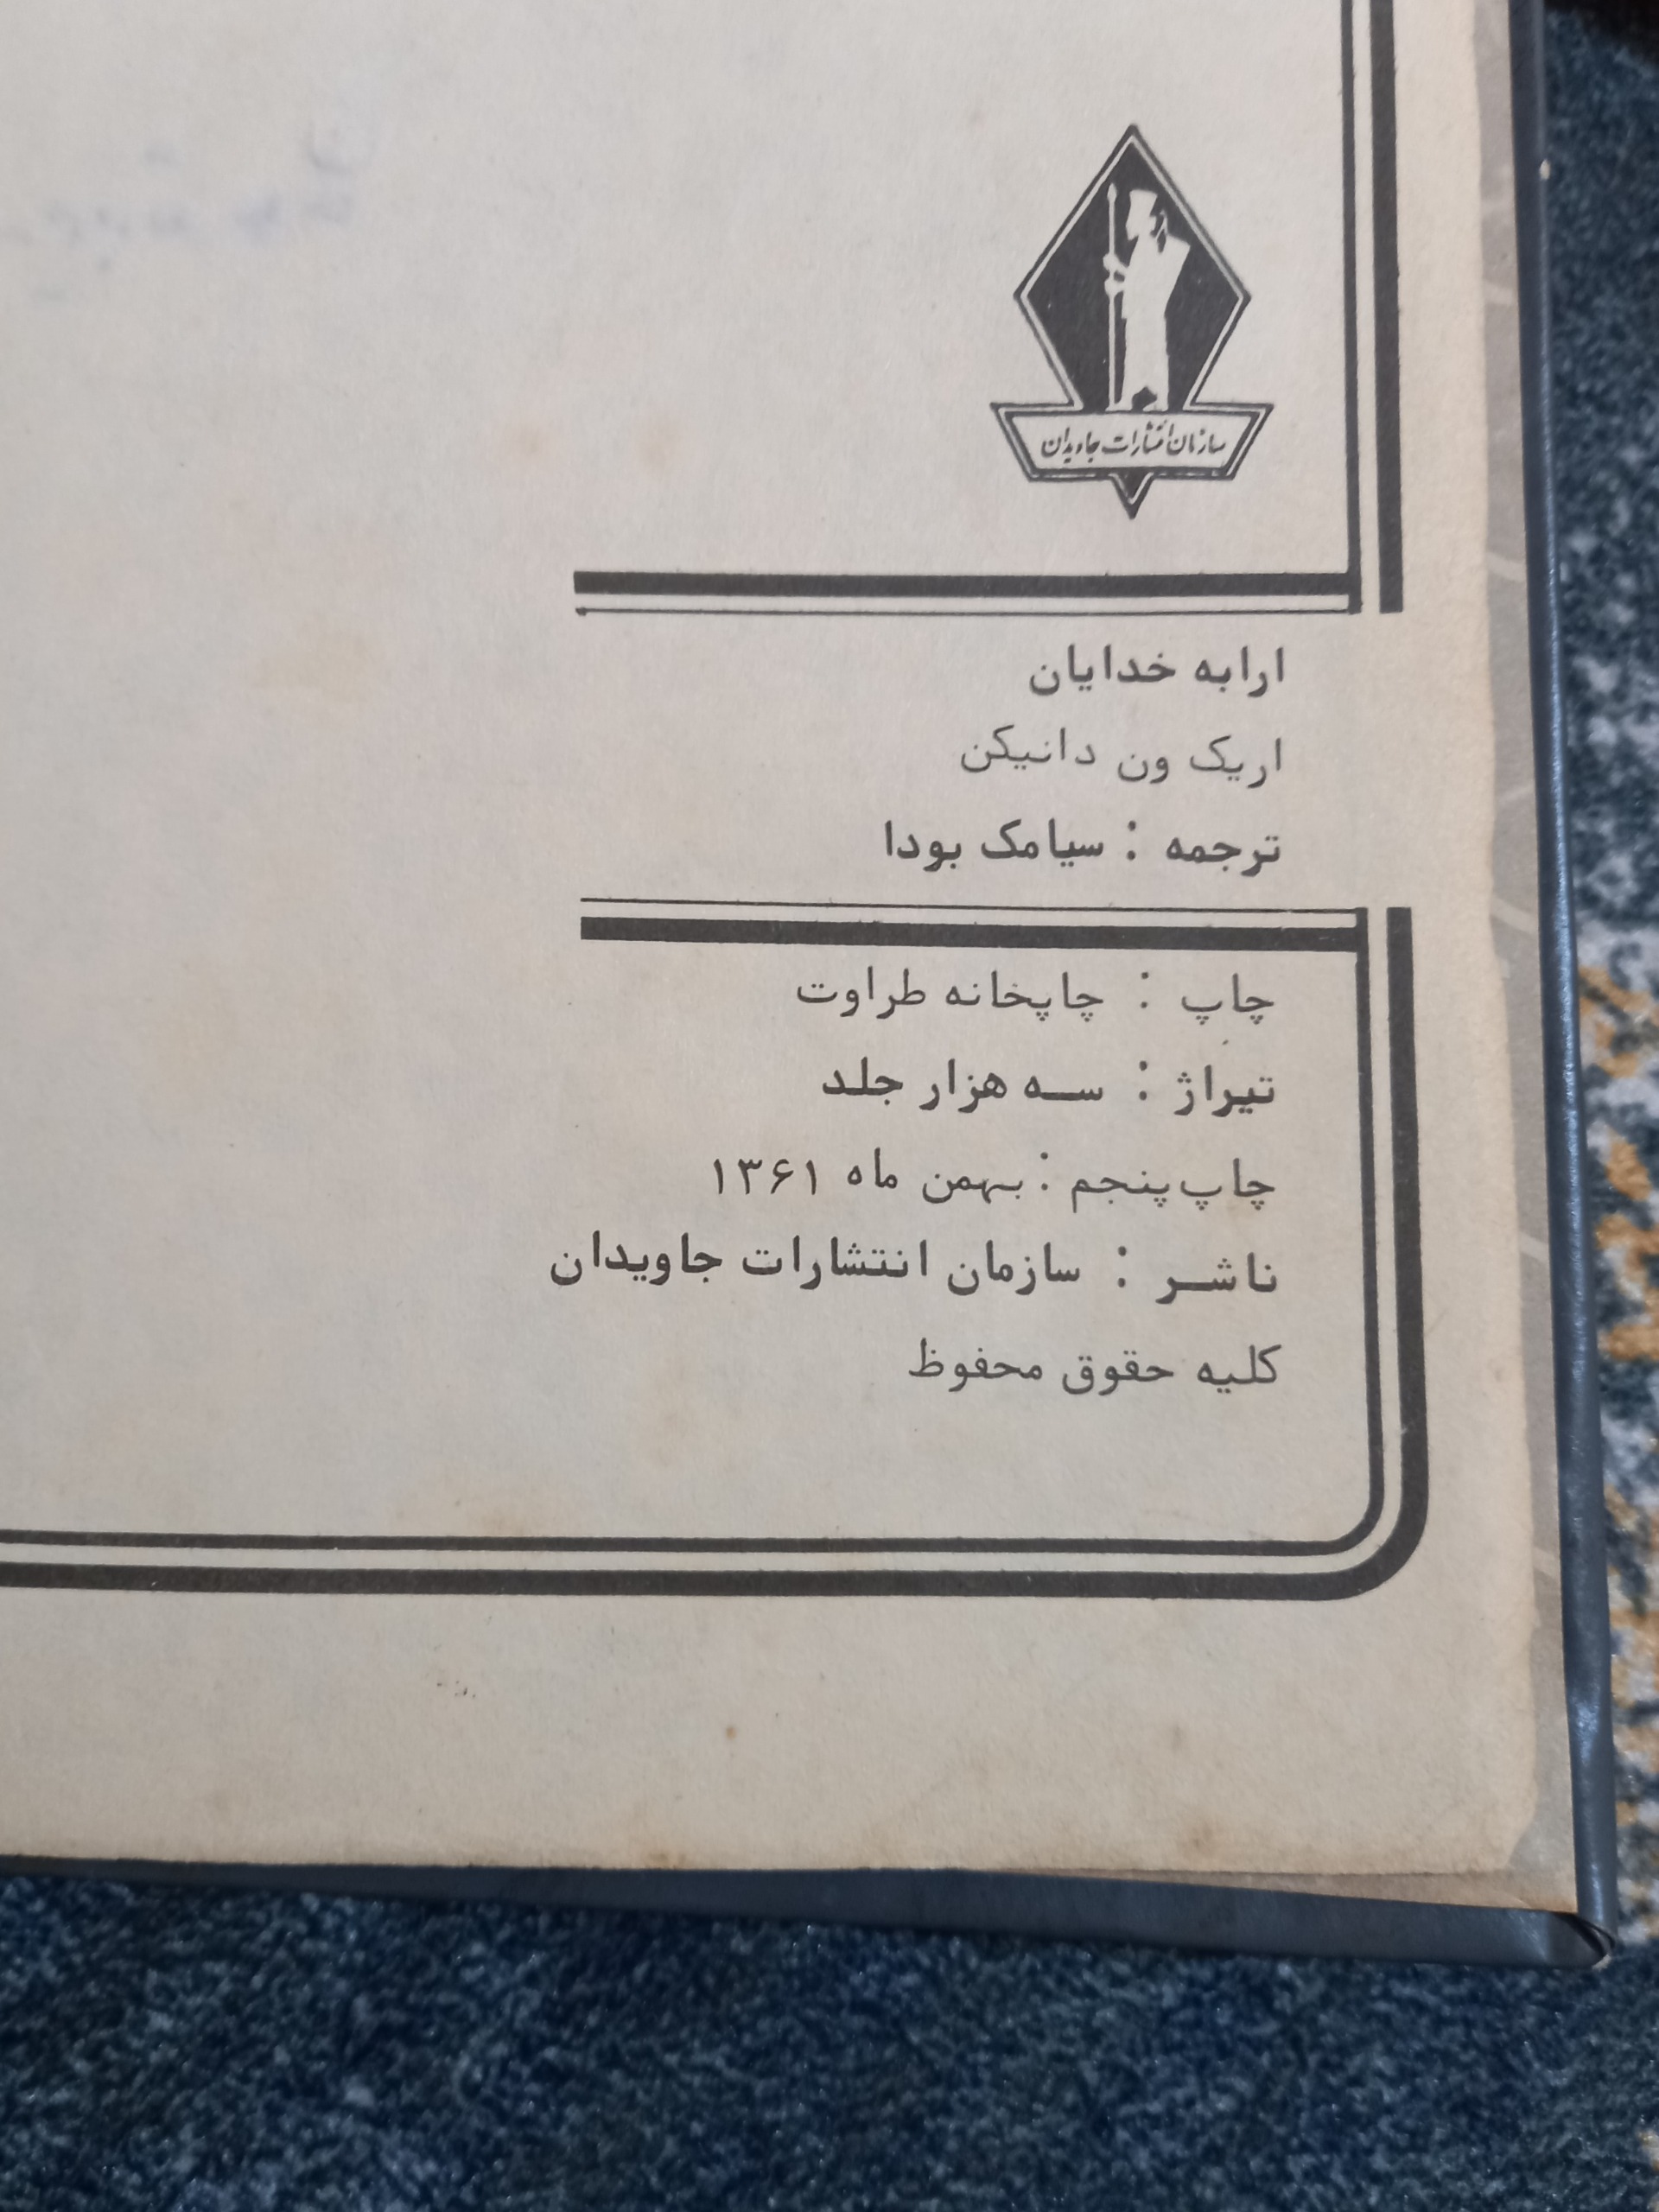 سازمان انتشارات جاویدان
ارابه خدایان
اریک ون دانیکن
ترجمه : سیامک بودا
چاپ : چاپخانه طراوت
تیراژ : سه هزار جلد
چاپ پنجم : بهمن ماه ۱۳۶۱
ناشر : سازمان انتشارات جاویدان
کلیه حقوق محفوظ